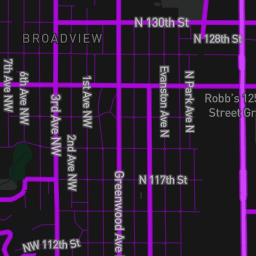 N 130th St
N 128th St
BROADVIEW
7th Ave NW
6th Ave NW
3rd Ave NW
1st Ave NW
2nd Ave NW
Evanston Ave N
N Park Ave N
Robb's 125
Street Gr
Greenwood Ave
N 117th St
NW 112th St